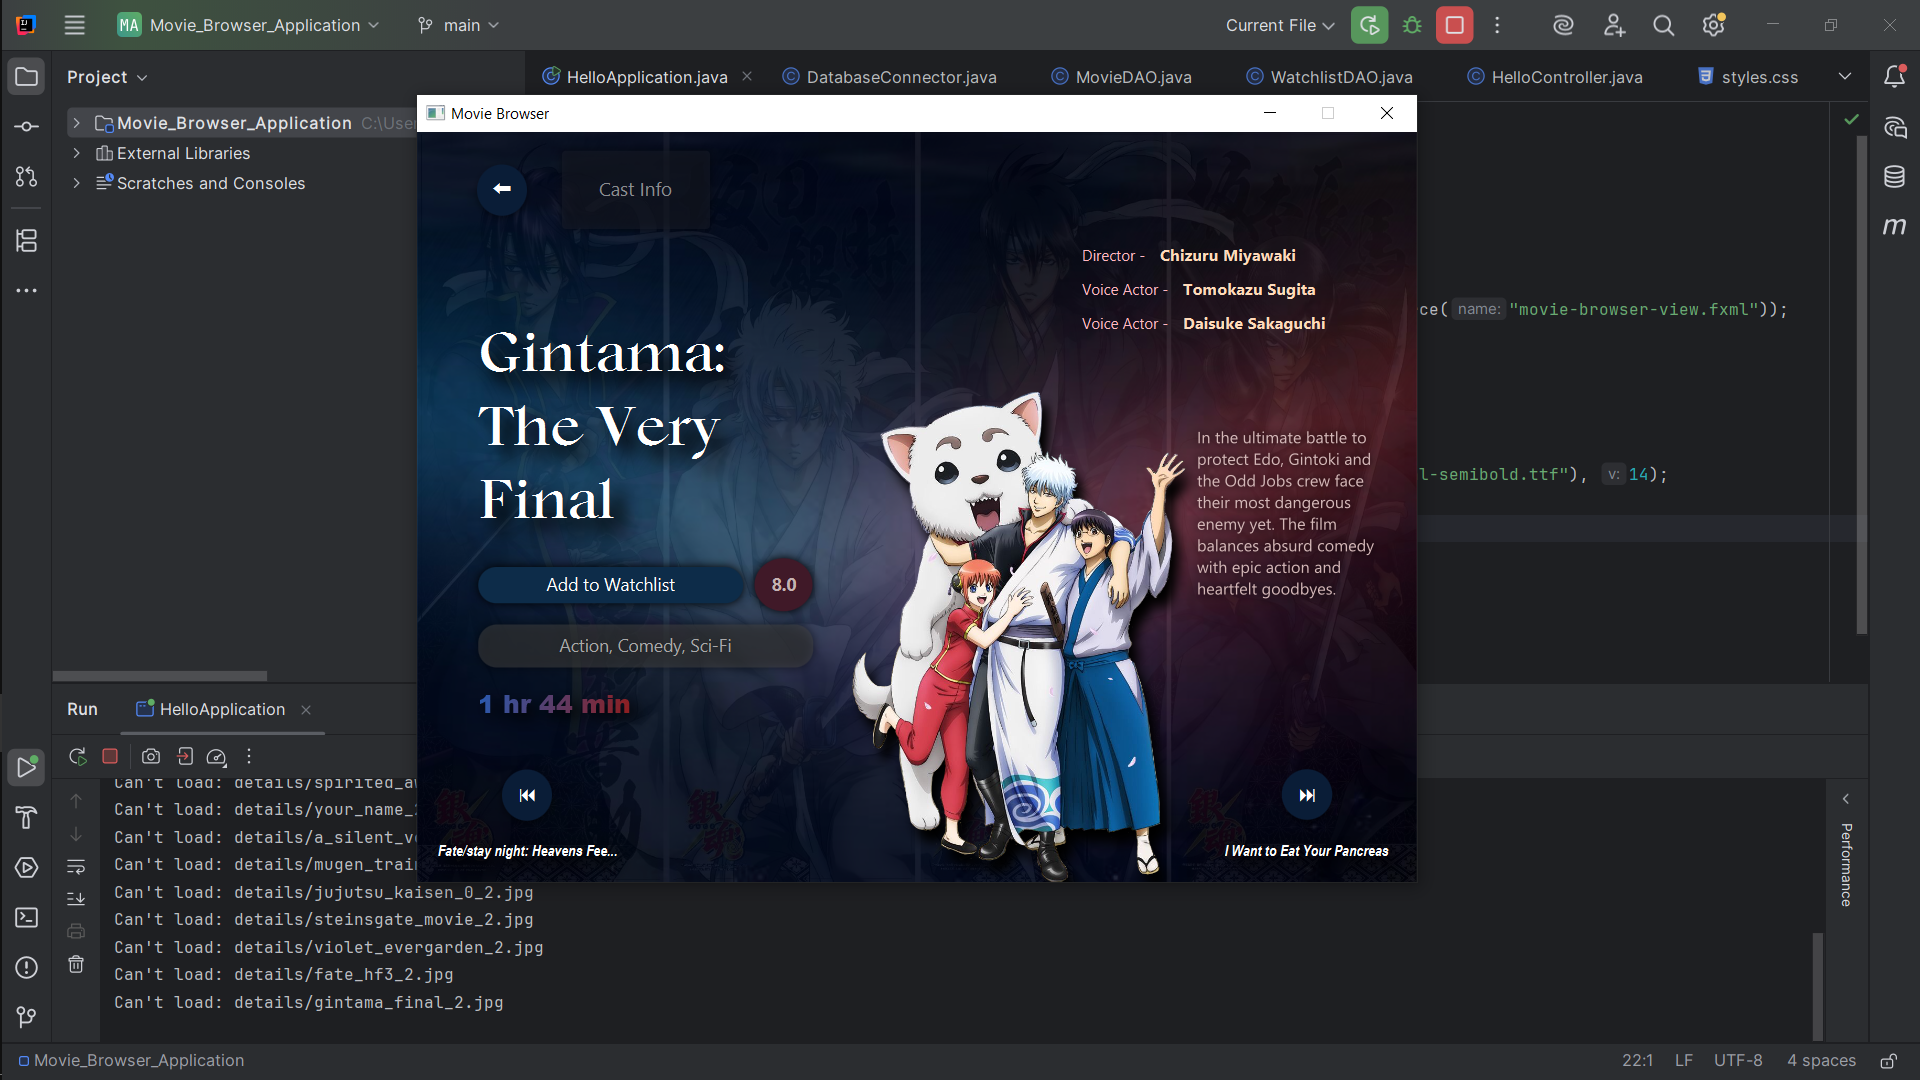 MA Movie_Browser_Application main Current File
Project
HelloApplication.java DatabaseConnector.java MovieDAO.java WatchlistDAO.java HelloController.java styles.css
Movie_Browser_Application C:\User
External Libraries
Scratches and Consoles
Movie Browser
Cast Info
Director - Chizuru Miyawaki
Voice Actor - Tomokazu Sugita
Voice Actor - Daisuke Sakaguchi
ce( name: "movie-browser-view.fxml"));
l-semibold.ttf"), v: 14);
Gintama:
The Very
Final
In the ultimate battle to
protect Edo, Gintoki and
the Odd Jobs crew face
their most dangerous
enemy yet. The film
balances absurd comedy
with epic action and
heartfelt goodbyes.
Add to Watchlist 8.0
Action, Comedy, Sci-Fi
1 hr 44 min
Fate/stay night: Heavens Fee...
I Want to Eat Your Pancreas
m
Run HelloApplication
Can't load: details/spirited_a
Can't load: details/your_name_
Can't load: details/a_silent_v
Can't load: details/mugen_trai
Can't load: details/jujutsu_kaisen_0_2.jpg
Can't load: details/steinsgate_movie_2.jpg
Can't load: details/violet_evergarden_2.jpg
Can't load: details/fate_hf3_2.jpg
Can't load: details/gintama_final_2.jpg
Performance
Movie_Browser_Application
22:1 LF UTF-8 4 spaces